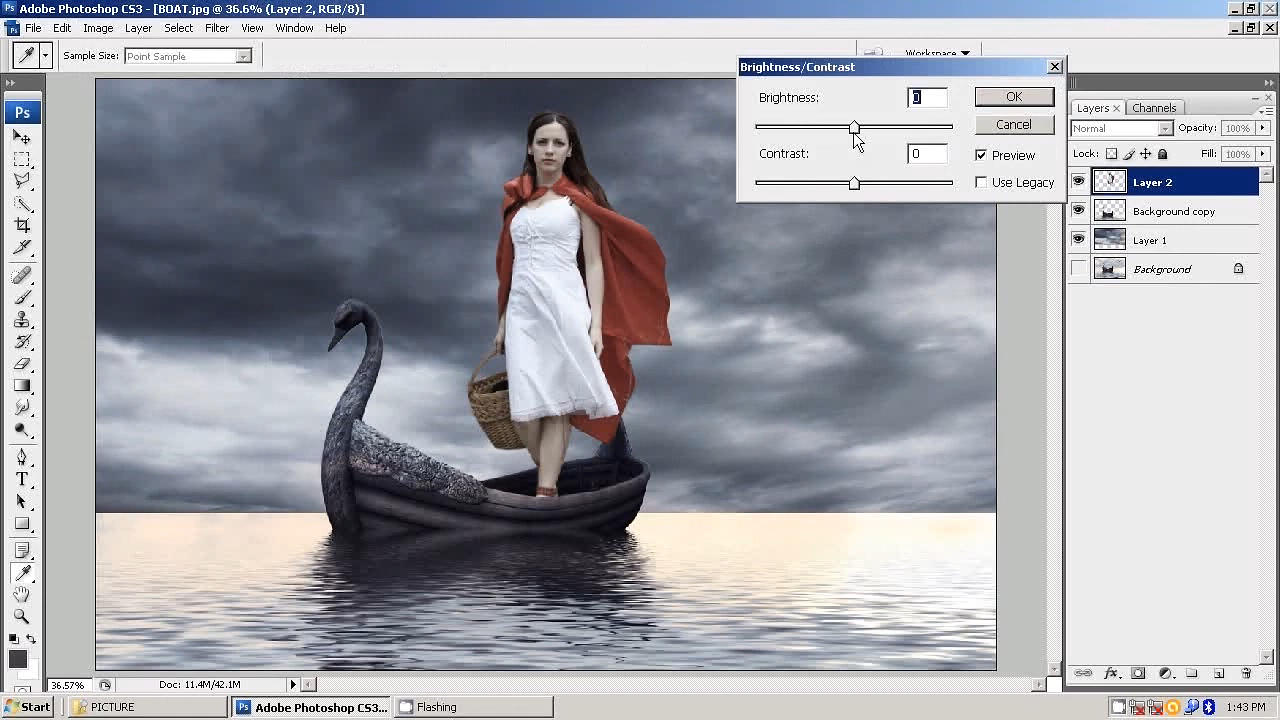 Adobe Photoshop CS3 - [BOAT.jpg @ 36.6% (Layer 2, RGB/8)]
File Edit Image Layer Select Filter View Window Help
Sample Size: Point Sample
Workspace
Brightness/Contrast
Brightness: 0
OK
Cancel
Contrast: 0
Preview
Use Legacy
Ps
Layers Channels
Normal Opacity: 100%
Lock: Fill: 100%
Layer 2
Background copy
Layer 1
Background
36.57% Doc: 11.4M/42.1M
Start PICTURE Adobe Photoshop CS3... Flashing 1:43 PM